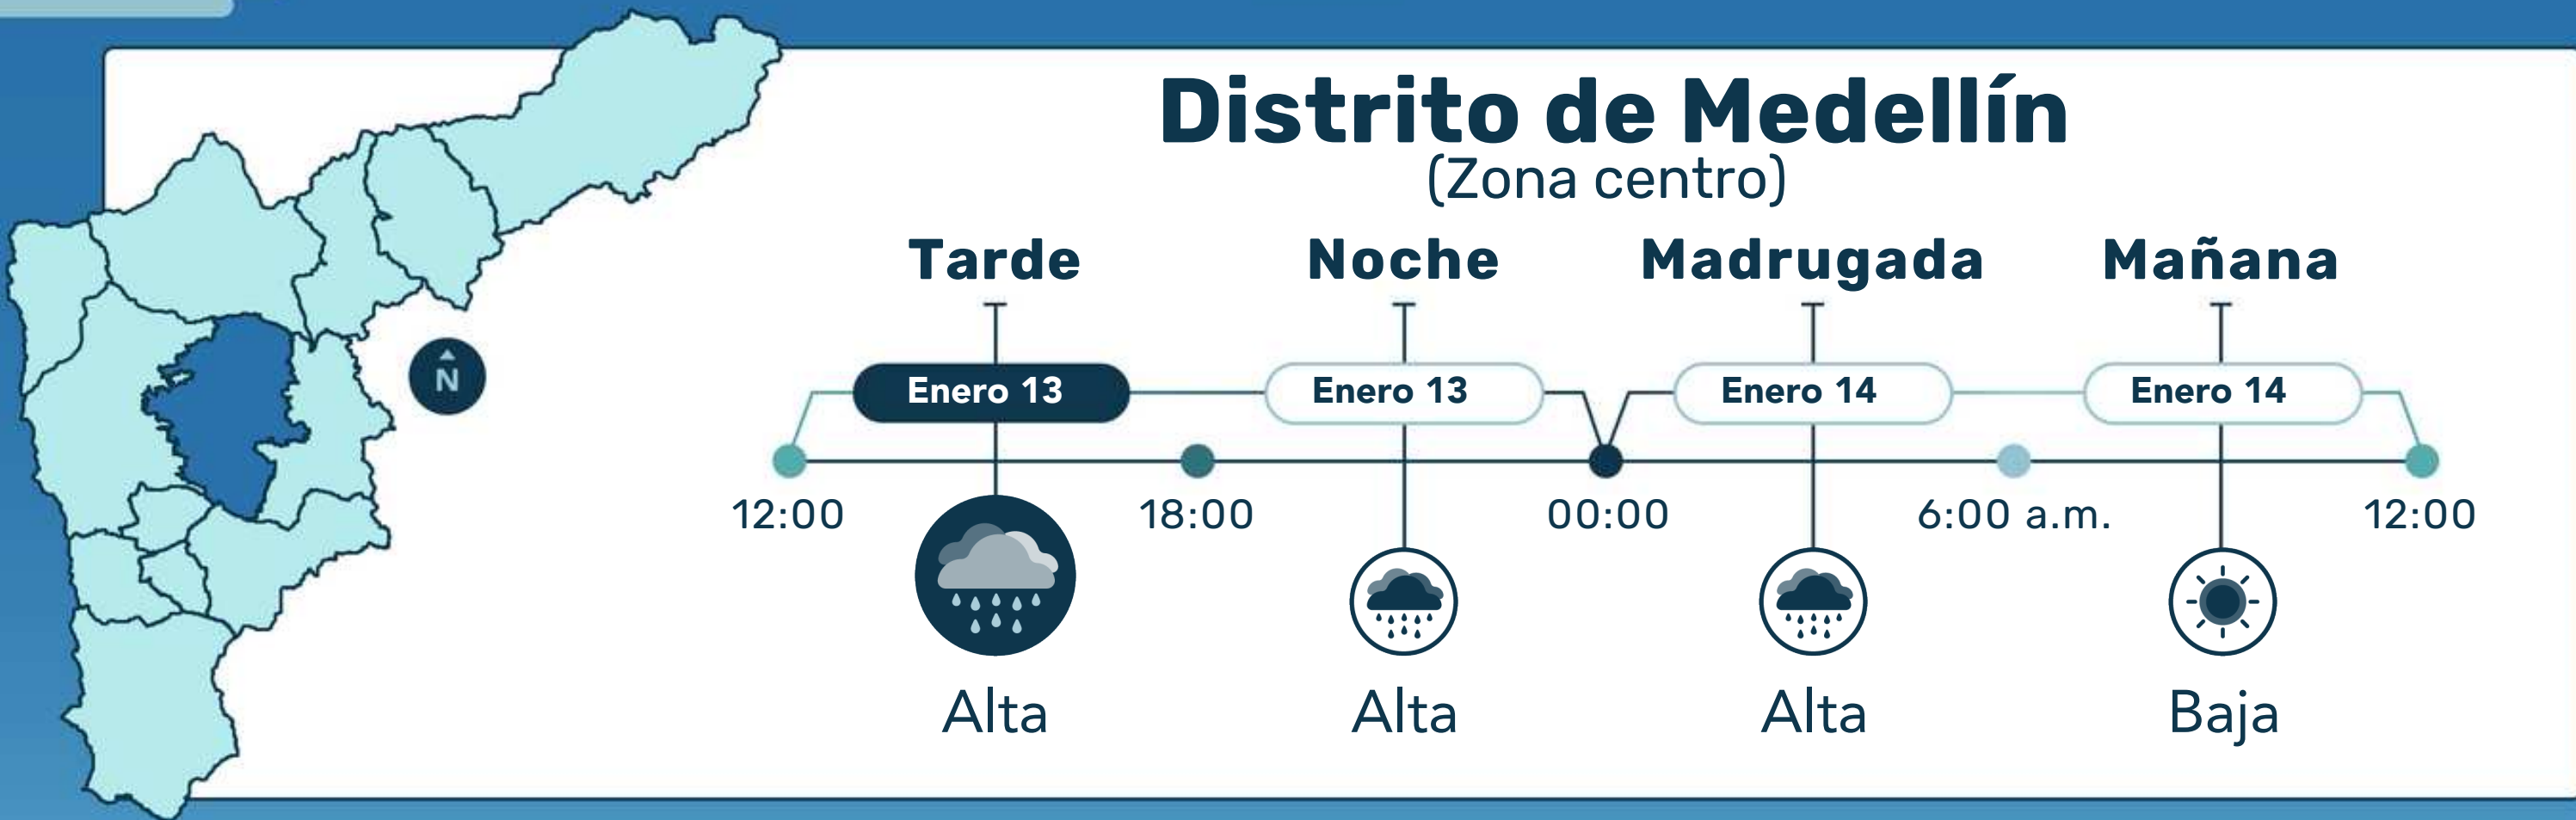 Distrito de Medellín
(Zona centro)
Tarde
Noche
Madrugada
Mañana
Enero 13
Enero 13
Enero 14
Enero 14
N
12:00
18:00
00:00
6:00 a.m.
12:00
Alta
Alta
Alta
Baja